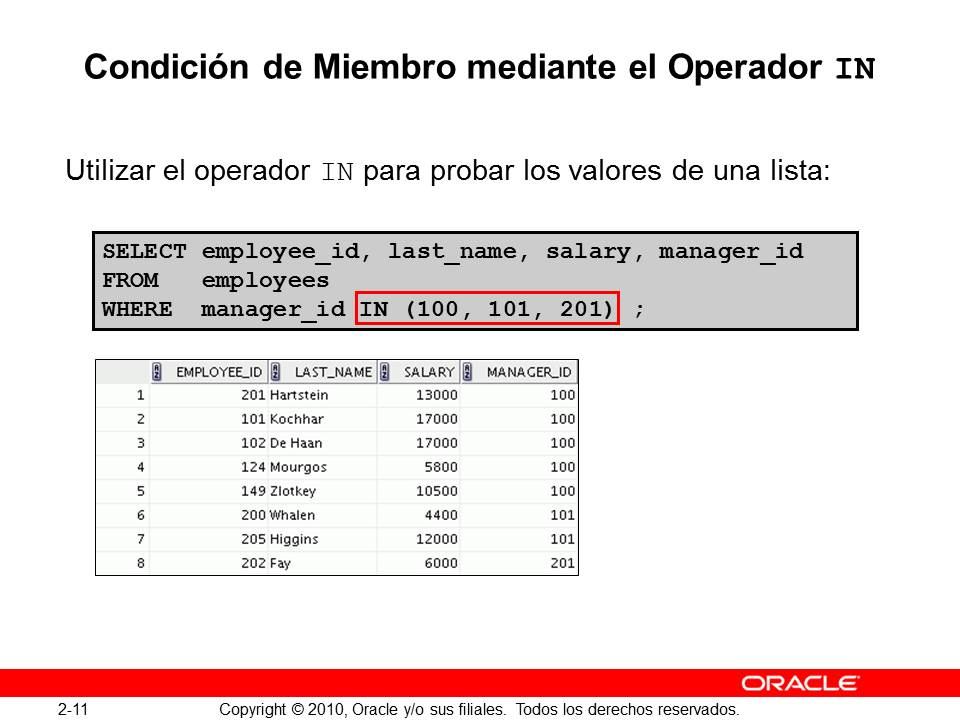 Condición de Miembro mediante el Operador IN
Utilizar el operador IN para probar los valores de una lista:
SELECT employee_id, last_name, salary, manager_id
FROM   employees
WHERE  manager_id IN (100, 101, 201) ;
EMPLOYEE_ID LAST_NAME SALARY MANAGER_ID
1 201 Hartstein 13000 100
2 101 Kochhar 17000 100
3 102 De Haan 17000 100
4 124 Mourgos 5800 100
5 149 Zlotkey 10500 100
6 200 Whalen 4400 101
7 205 Higgins 12000 101
8 202 Fay 6000 201
ORACLE
2-11 Copyright © 2010, Oracle y/o sus filiales. Todos los derechos reservados.